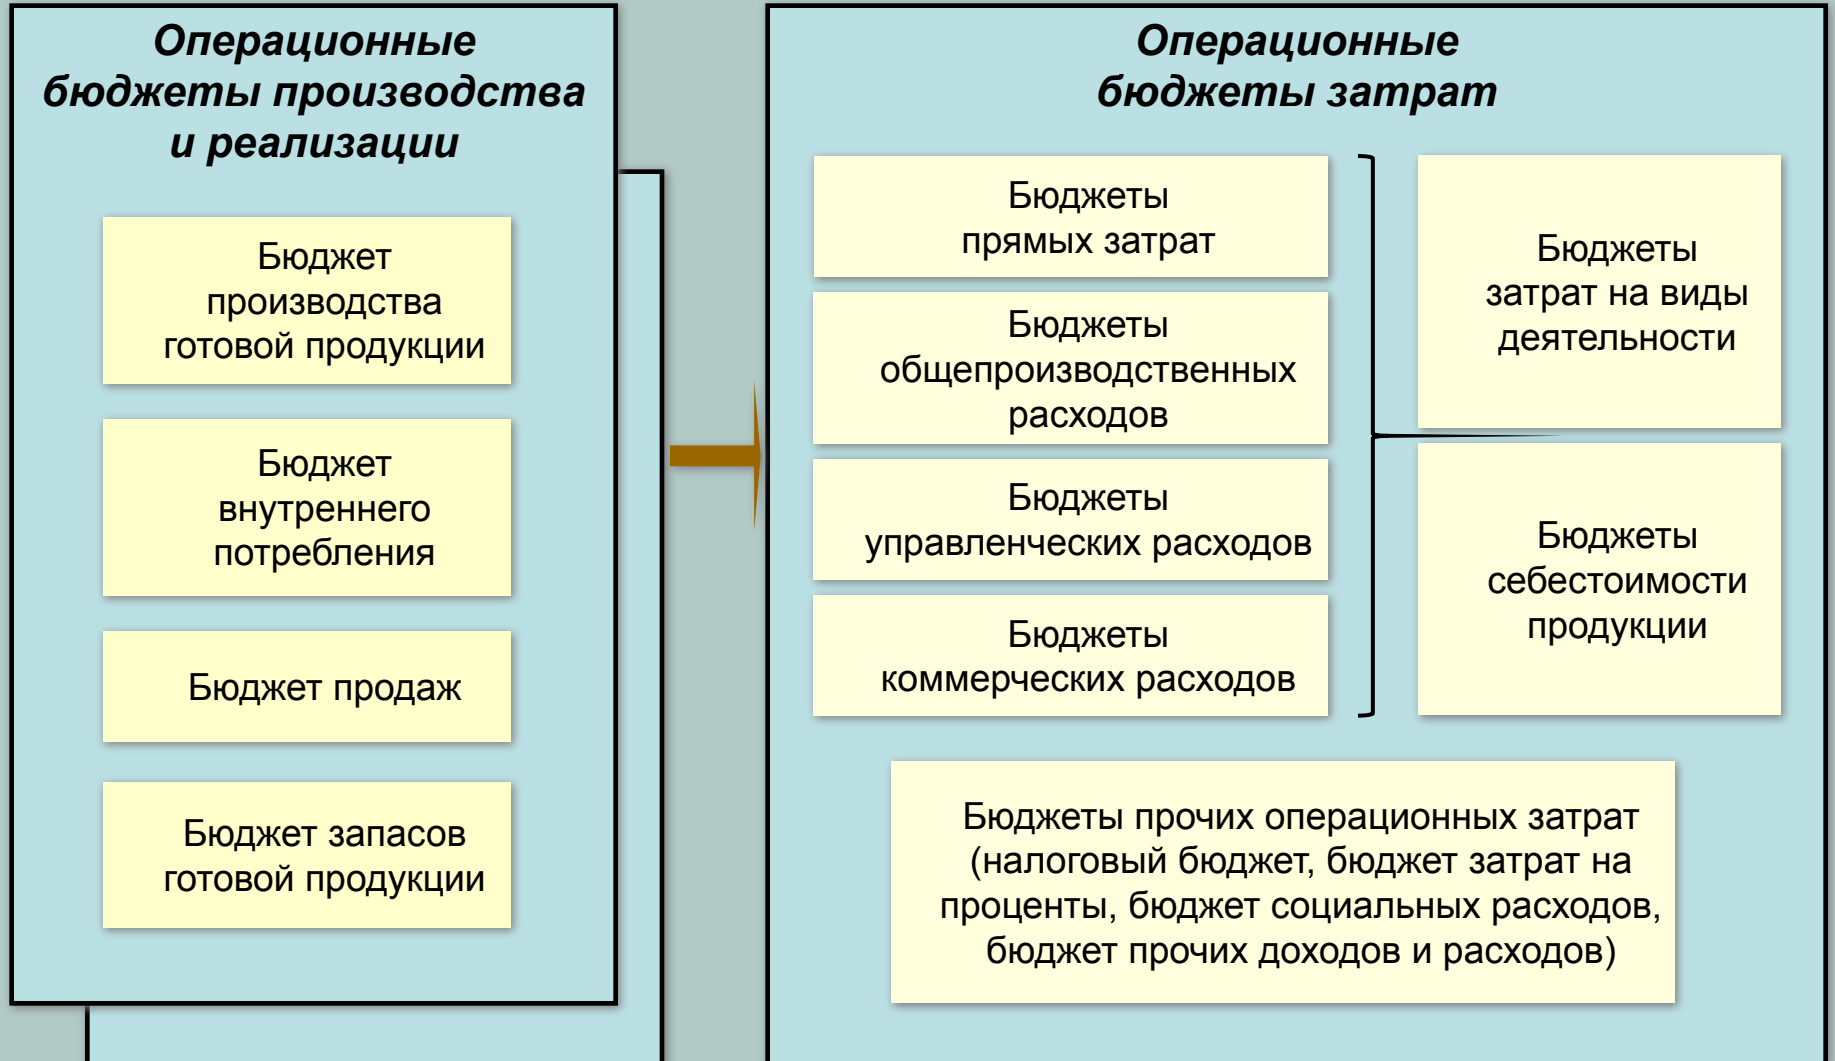 Операционные
бюджеты производства
и реализации
Бюджет
производства
готовой продукции
Бюджет
внутреннего
потребления
Бюджет продаж
Бюджет запасов
готовой продукции
Операционные
бюджеты затрат
Бюджеты
прямых затрат
Бюджеты
общепроизводственных
расходов
Бюджеты
управленческих расходов
Бюджеты
коммерческих расходов
Бюджеты
затрат на виды
деятельности
Бюджеты
себестоимости
продукции
Бюджеты прочих операционных затрат
(налоговый бюджет, бюджет затрат на
проценты, бюджет социальных расходов,
бюджет прочих доходов и расходов)